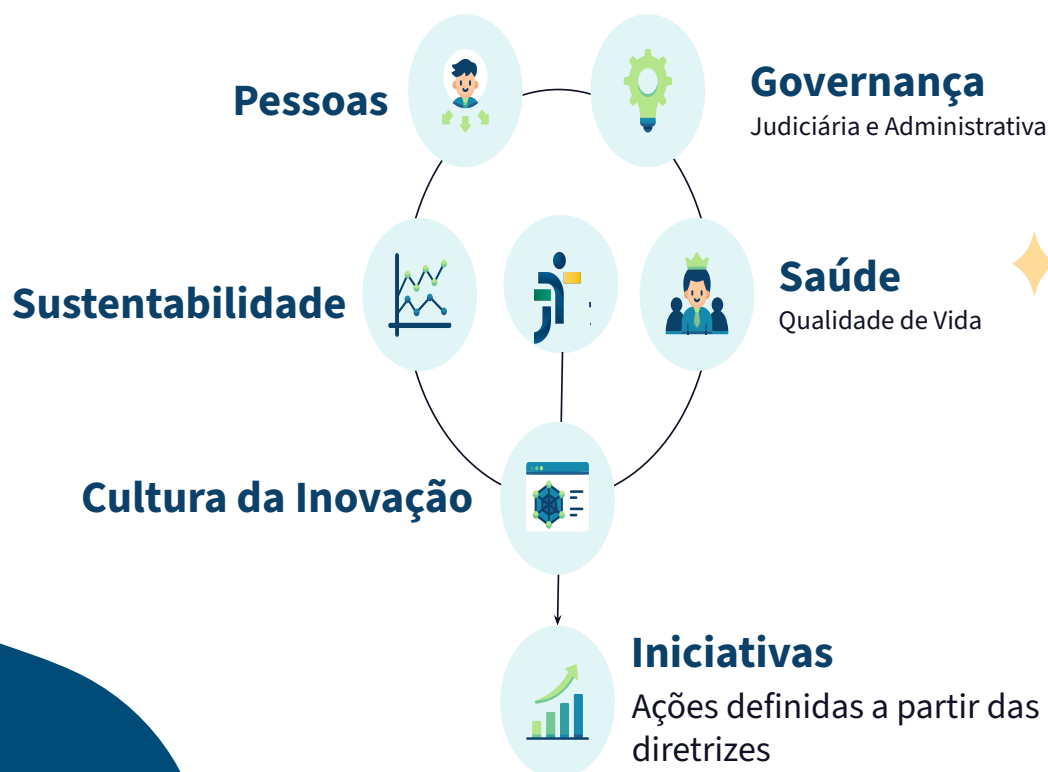 Pessoas
Governança
Judiciária e Administrativa
Sustentabilidade
Saúde
Qualidade de Vida
Cultura da Inovação
Iniciativas
Ações definidas a partir das
diretrizes